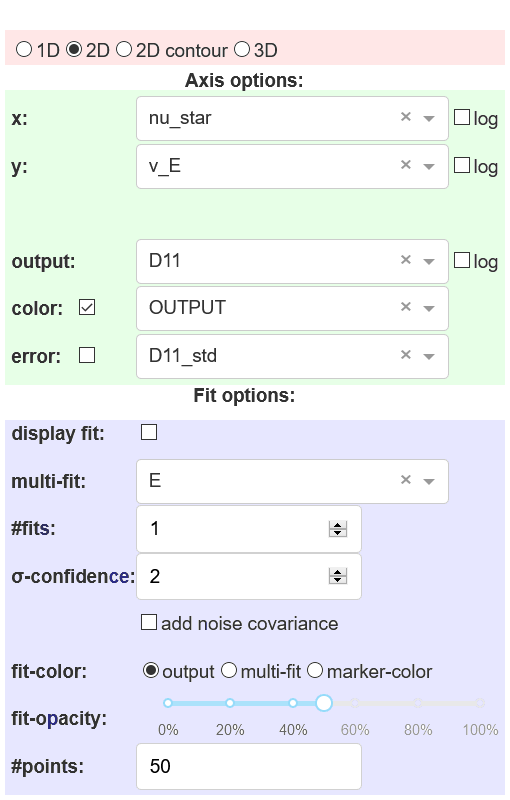 1D 2D 2D contour 3D
Axis options:
x: nu_star × log
y: v_E × log
output: D11 × log
color: OUTPUT ×
error: D11_std ×
Fit options:
display fit:
multi-fit: E ×
#fits: 1
σ-confidence: 2
add noise covariance
fit-color: output multi-fit marker-color
fit-opacity:
0% 20% 40% 60% 80% 100%
#points: 50